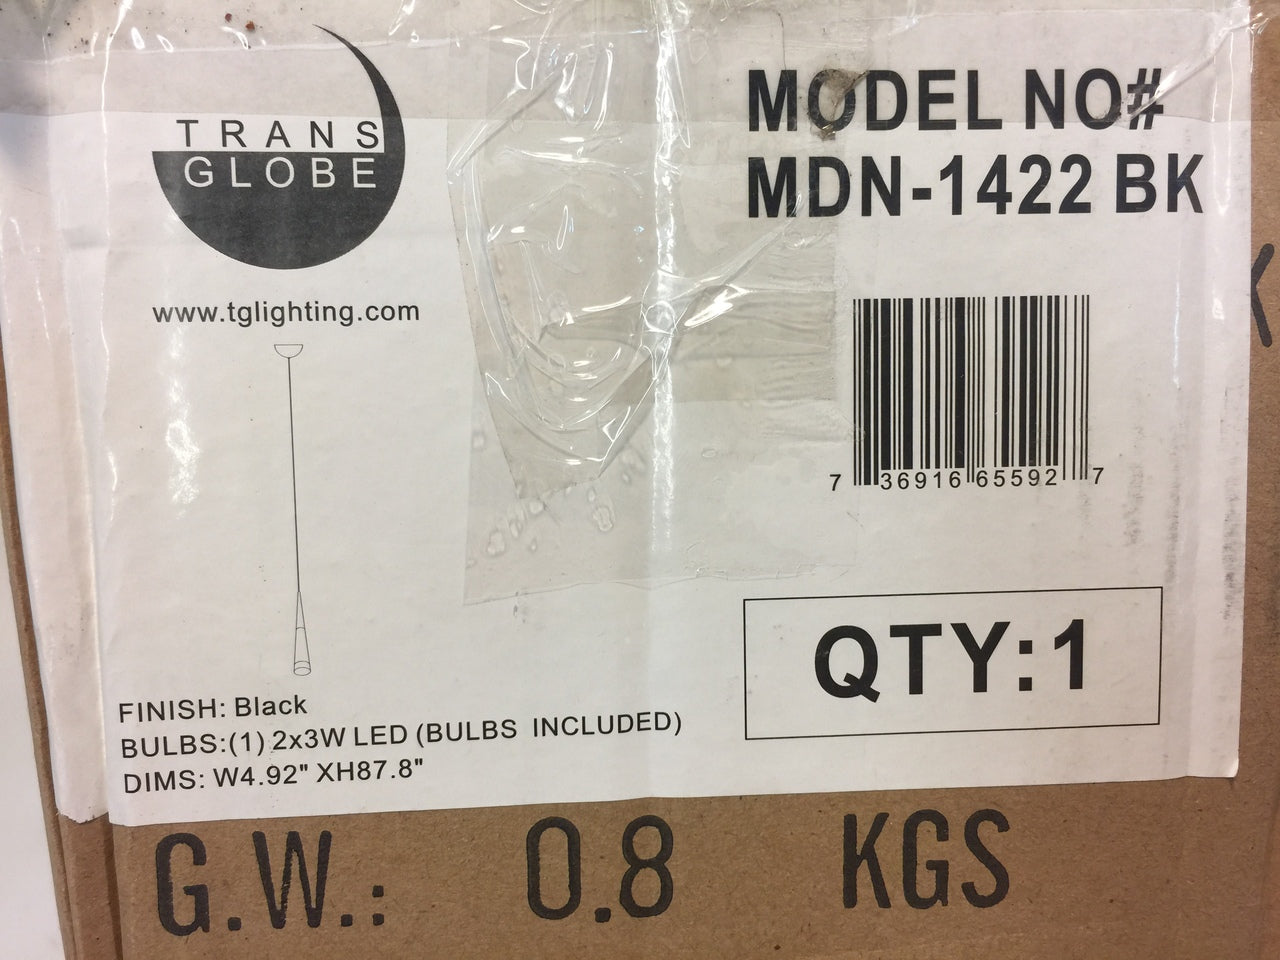 TRANS
GLOBE
www.tglighting.com
MODEL NO#
MDN-1422 BK
7 36916 65592 7
QTY:1
FINISH: Black
BULBS:(1) 2x3W LED (BULBS INCLUDED)
DIMS: W4.92" XH87.8"
G.W.: 0.8 KGS